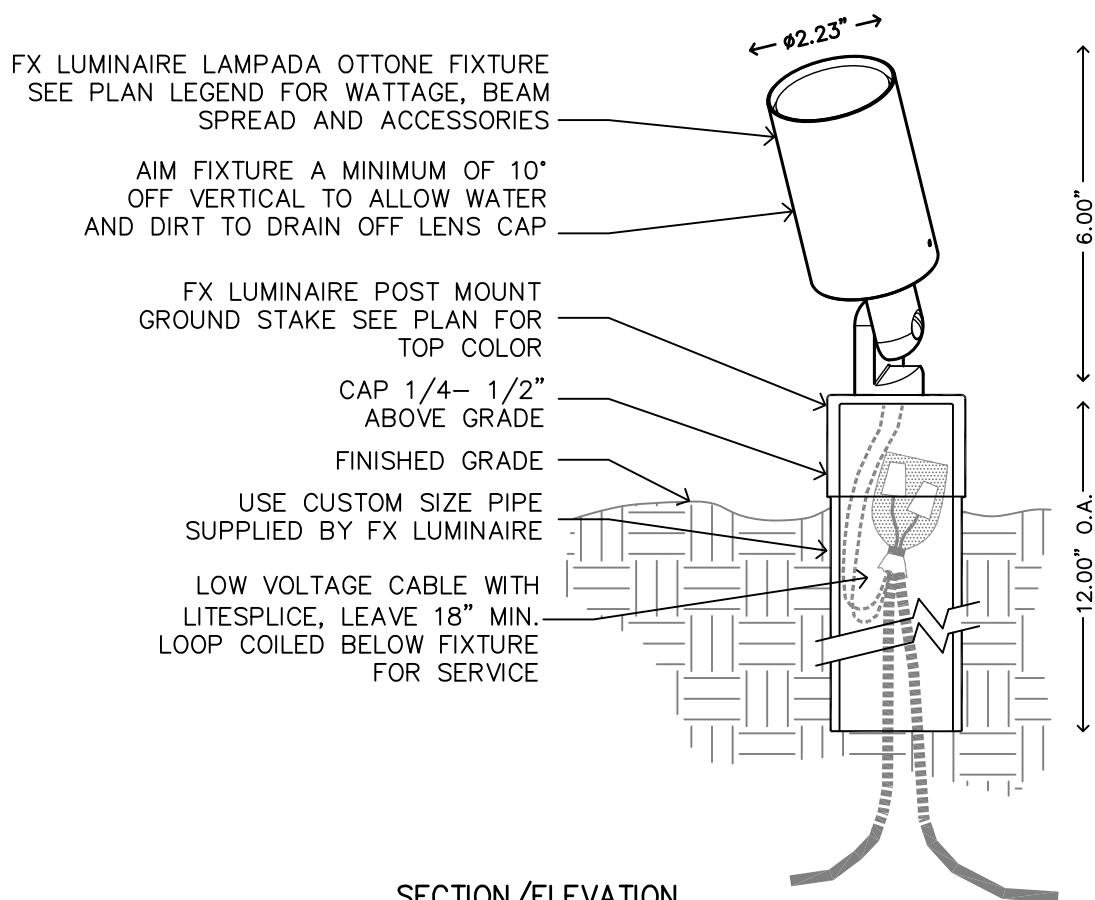 ø2.23"
FX LUMINAIRE LAMPADA OTTONE FIXTURE
SEE PLAN LEGEND FOR WATTAGE, BEAM
SPREAD AND ACCESSORIES
AIM FIXTURE A MINIMUM OF 10°
OFF VERTICAL TO ALLOW WATER
AND DIRT TO DRAIN OFF LENS CAP
6.00"
FX LUMINAIRE POST MOUNT
GROUND STAKE SEE PLAN FOR
TOP COLOR
CAP 1/4– 1/2"
ABOVE GRADE
FINISHED GRADE
USE CUSTOM SIZE PIPE
SUPPLIED BY FX LUMINAIRE
12.00" O.A.
LOW VOLTAGE CABLE WITH
LITESPLICE, LEAVE 18" MIN.
LOOP COILED BELOW FIXTURE
FOR SERVICE
SECTION/ELEVATION